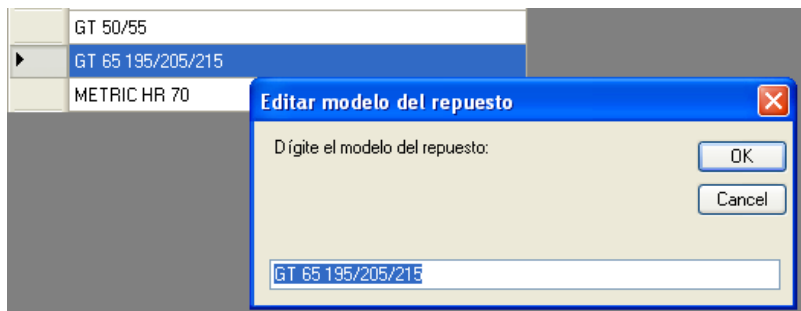 GT 50/55
GT 65 195/205/215
METRIC HR 70
Editar modelo del repuesto
Dígite el modelo del repuesto:
OK
Cancel
GT 65 195/205/215